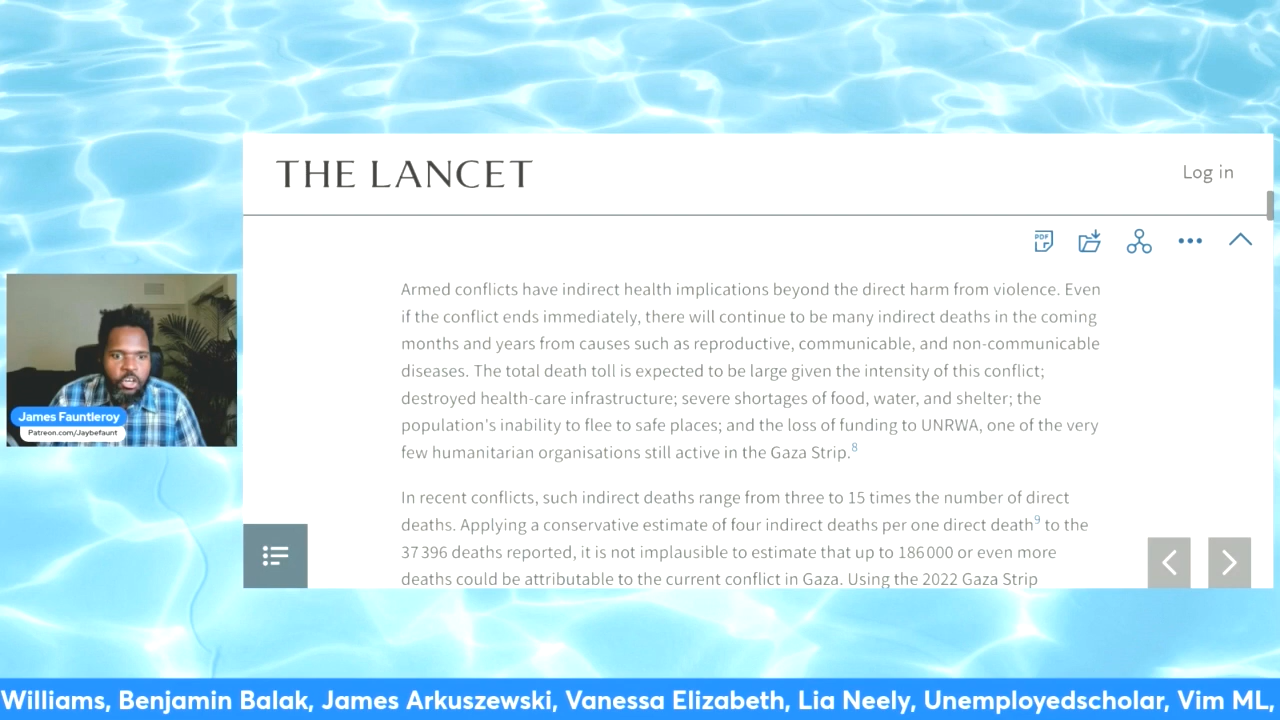 THE LANCET
Log in
PDF
Armed conflicts have indirect health implications beyond the direct harm from violence. Even
if the conflict ends immediately, there will continue to be many indirect deaths in the coming
months and years from causes such as reproductive, communicable, and non-communicable
diseases. The total death toll is expected to be large given the intensity of this conflict;
destroyed health-care infrastructure; severe shortages of food, water, and shelter; the
population's inability to flee to safe places; and the loss of funding to UNRWA, one of the very
few humanitarian organisations still active in the Gaza Strip.8
In recent conflicts, such indirect deaths range from three to 15 times the number of direct
deaths. Applying a conservative estimate of four indirect deaths per one direct death9 to the
37 396 deaths reported, it is not implausible to estimate that up to 186 000 or even more
deaths could be attributable to the current conflict in Gaza. Using the 2022 Gaza Strip
James Fauntleroy
Patreon.com/Jaybefaunt
Williams, Benjamin Balak, James Arkuszewski, Vanessa Elizabeth, Lia Neely, Unemployedscholar, Vim ML,